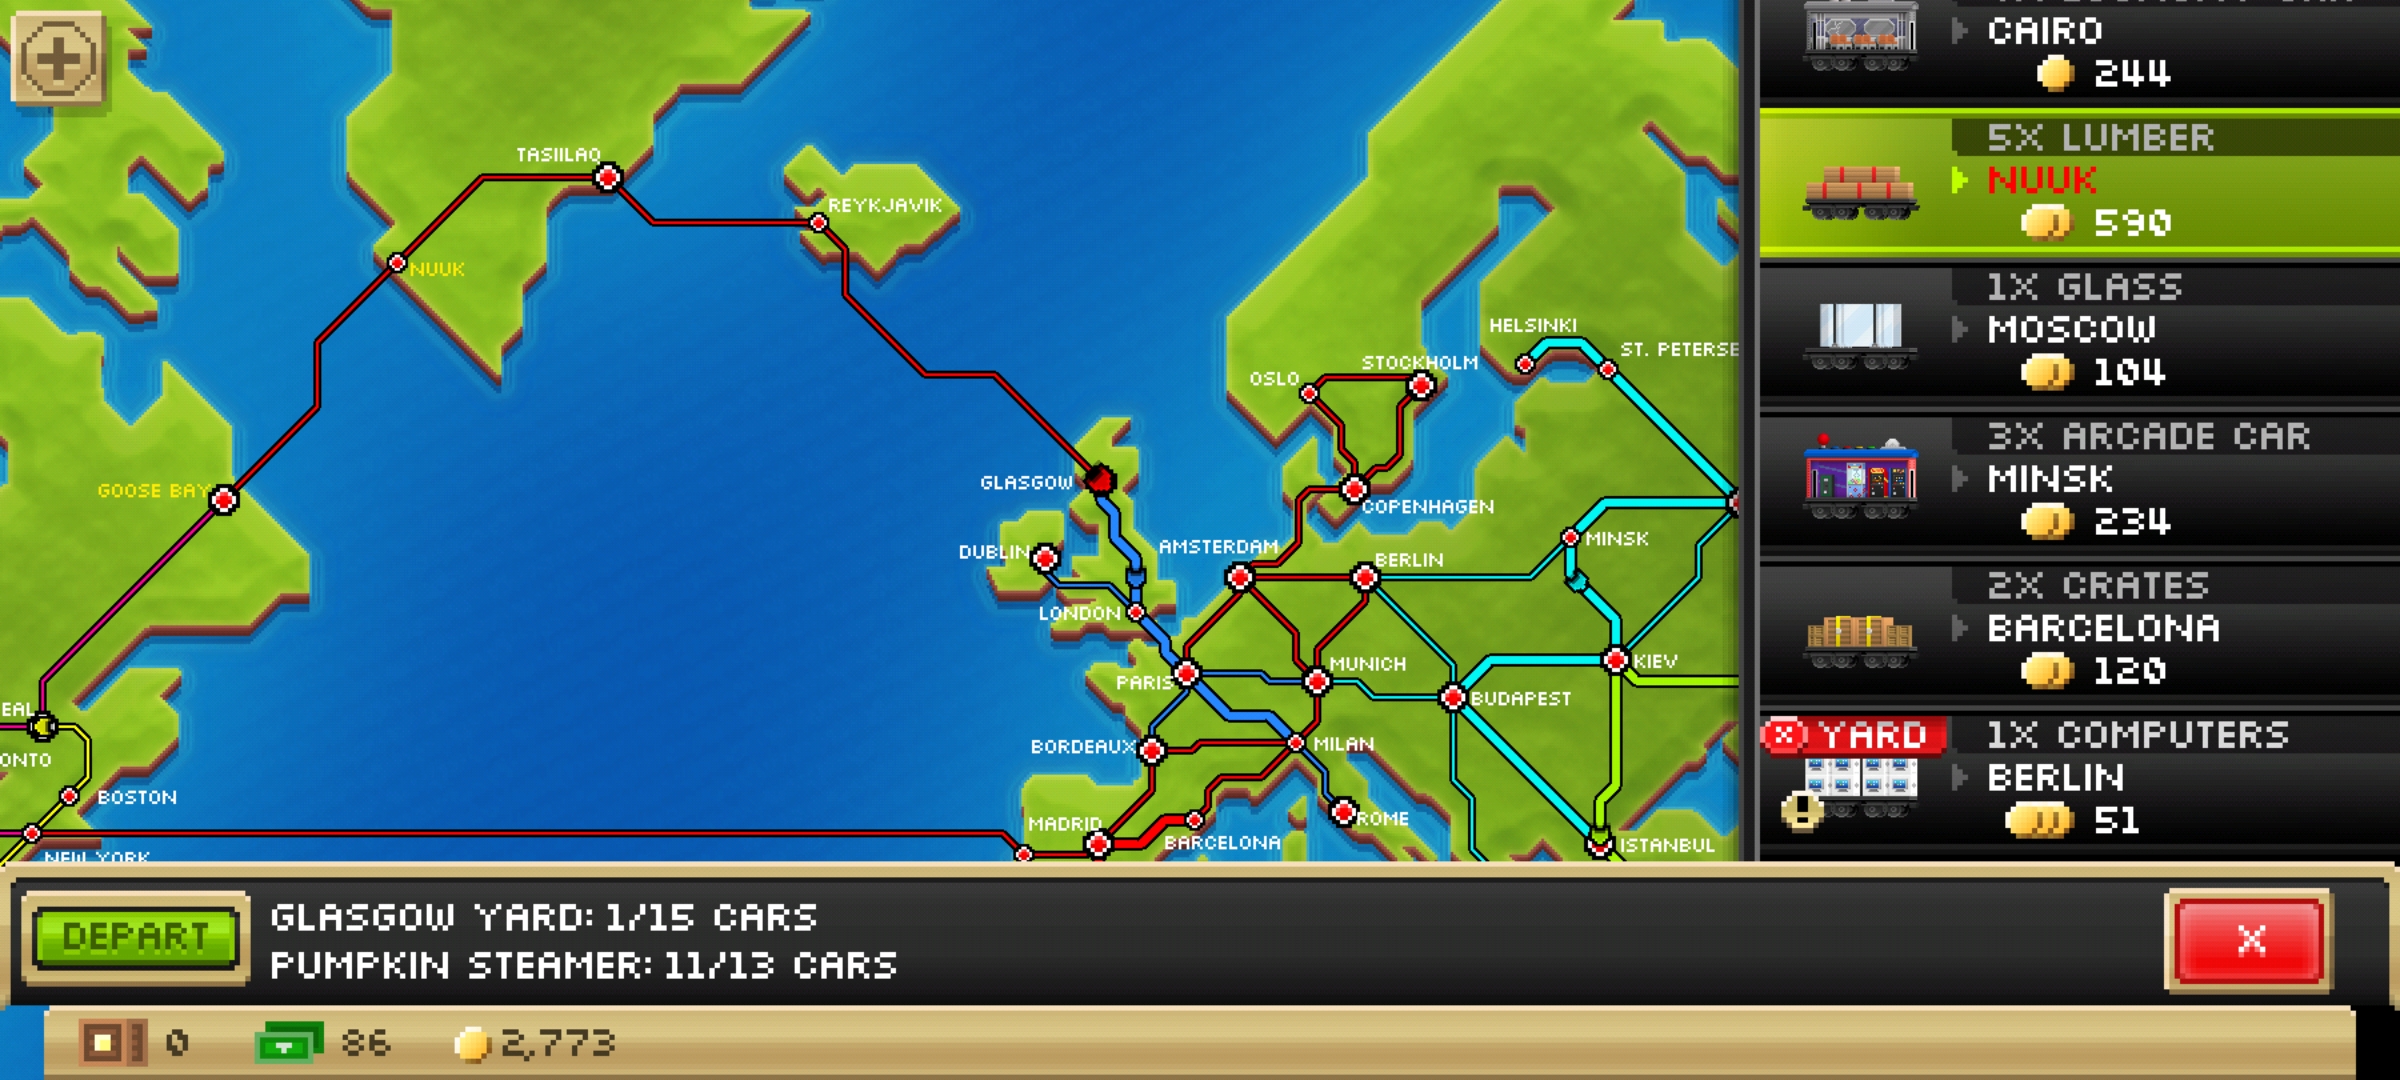 CAIRO
244
5X LUMBER
NUUK
590
1X GLASS
MOSCOW
104
3X ARCADE CAR
MINSK
234
2X CRATES
BARCELONA
120
YARD
1X COMPUTERS
BERLIN
51
TASIILAQ
REYKJAVIK
NUUK
HELSINKI
ST. PETERSB
STOCKHOLM
OSLO
GLASGOW
GOOSE BAY
COPENHAGEN
DUBLIN
AMSTERDAM
MINSK
BERLIN
LONDON
MUNICH
KIEV
PARIS
BUDAPEST
EAL
BORDEAUX
MILAN
ONTO
BOSTON
MADRID
ROME
BARCELONA
ISTANBUL
NEW YORK
DEPART
GLASGOW YARD: 1/15 CARS
PUMPKIN STEAMER: 11/13 CARS
X
0
86
2,773